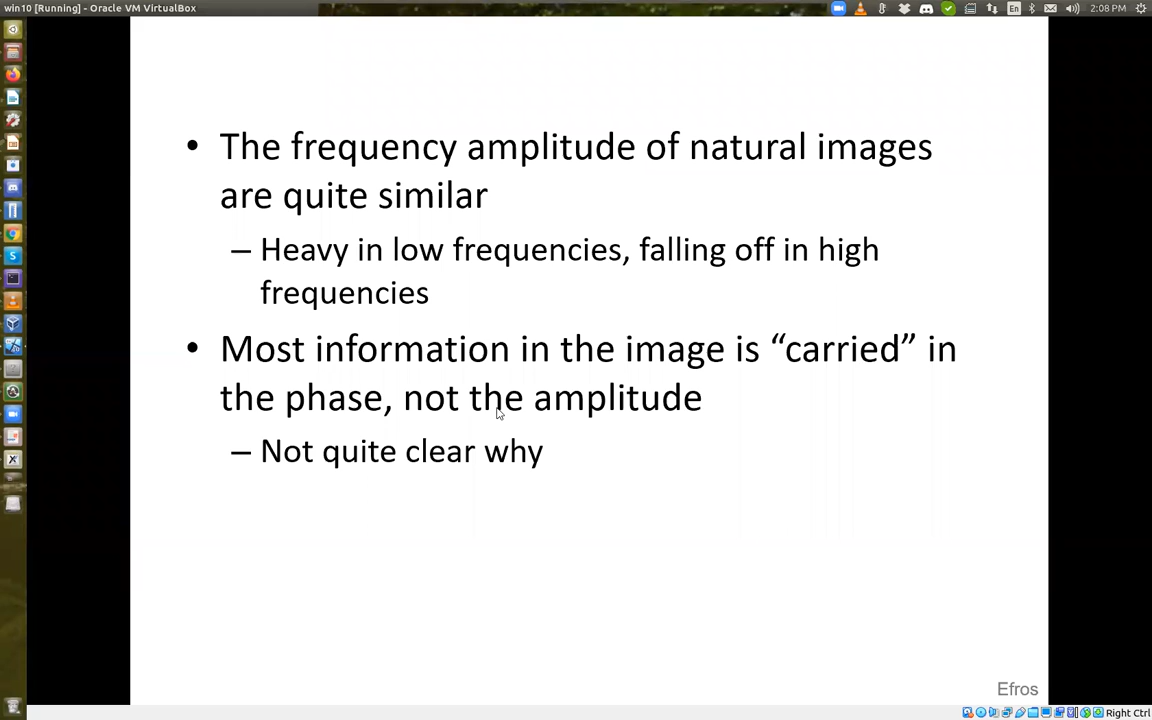 win10 [Running] - Oracle VM VirtualBox
En
2:08 PM
• The frequency amplitude of natural images
are quite similar
– Heavy in low frequencies, falling off in high
frequencies
• Most information in the image is “carried” in
the phase, not the amplitude
– Not quite clear why
Efros
Right Ctrl